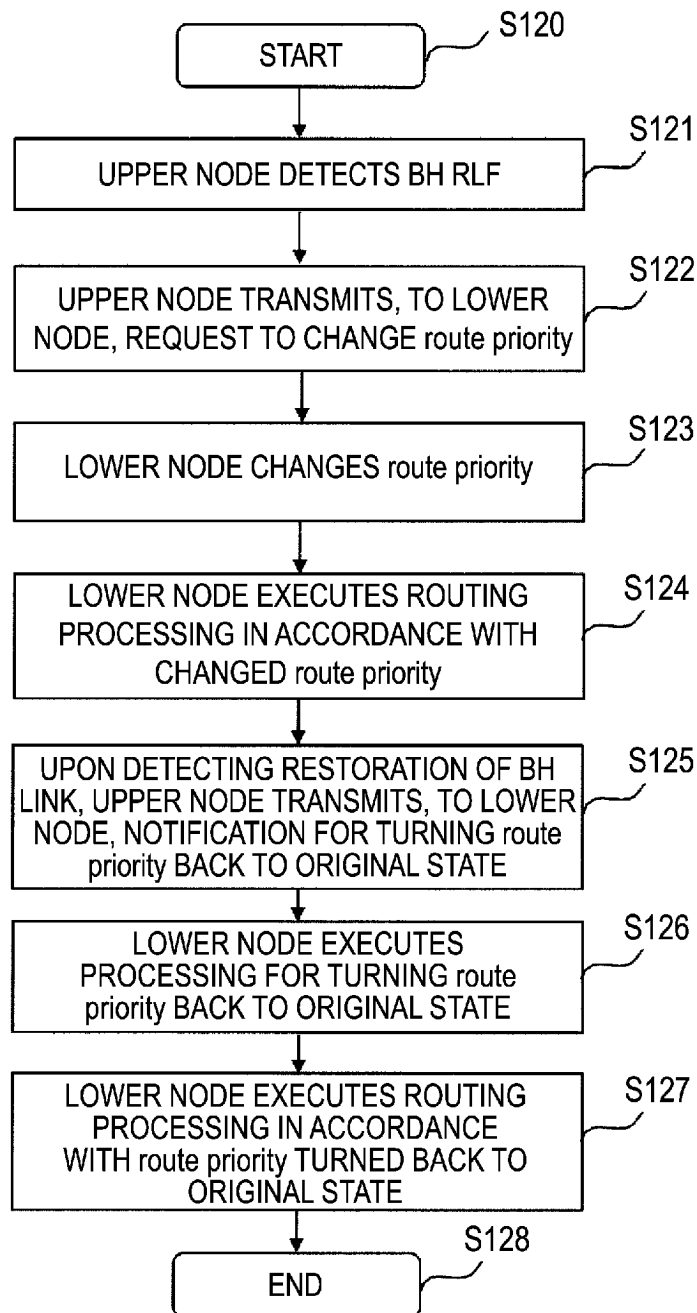 S120
START
S121
UPPER NODE DETECTS BH RLF
S122
UPPER NODE TRANSMITS, TO LOWER
NODE, REQUEST TO CHANGE route priority
S123
LOWER NODE CHANGES route priority
S124
LOWER NODE EXECUTES ROUTING
PROCESSING IN ACCORDANCE WITH
CHANGED route priority
S125
UPON DETECTING RESTORATION OF BH
LINK, UPPER NODE TRANSMITS, TO LOWER
NODE, NOTIFICATION FOR TURNING route
priority BACK TO ORIGINAL STATE
S126
LOWER NODE EXECUTES
PROCESSING FOR TURNING route
priority BACK TO ORIGINAL STATE
S127
LOWER NODE EXECUTES ROUTING
PROCESSING IN ACCORDANCE
WITH route priority TURNED BACK TO
ORIGINAL STATE
S128
END